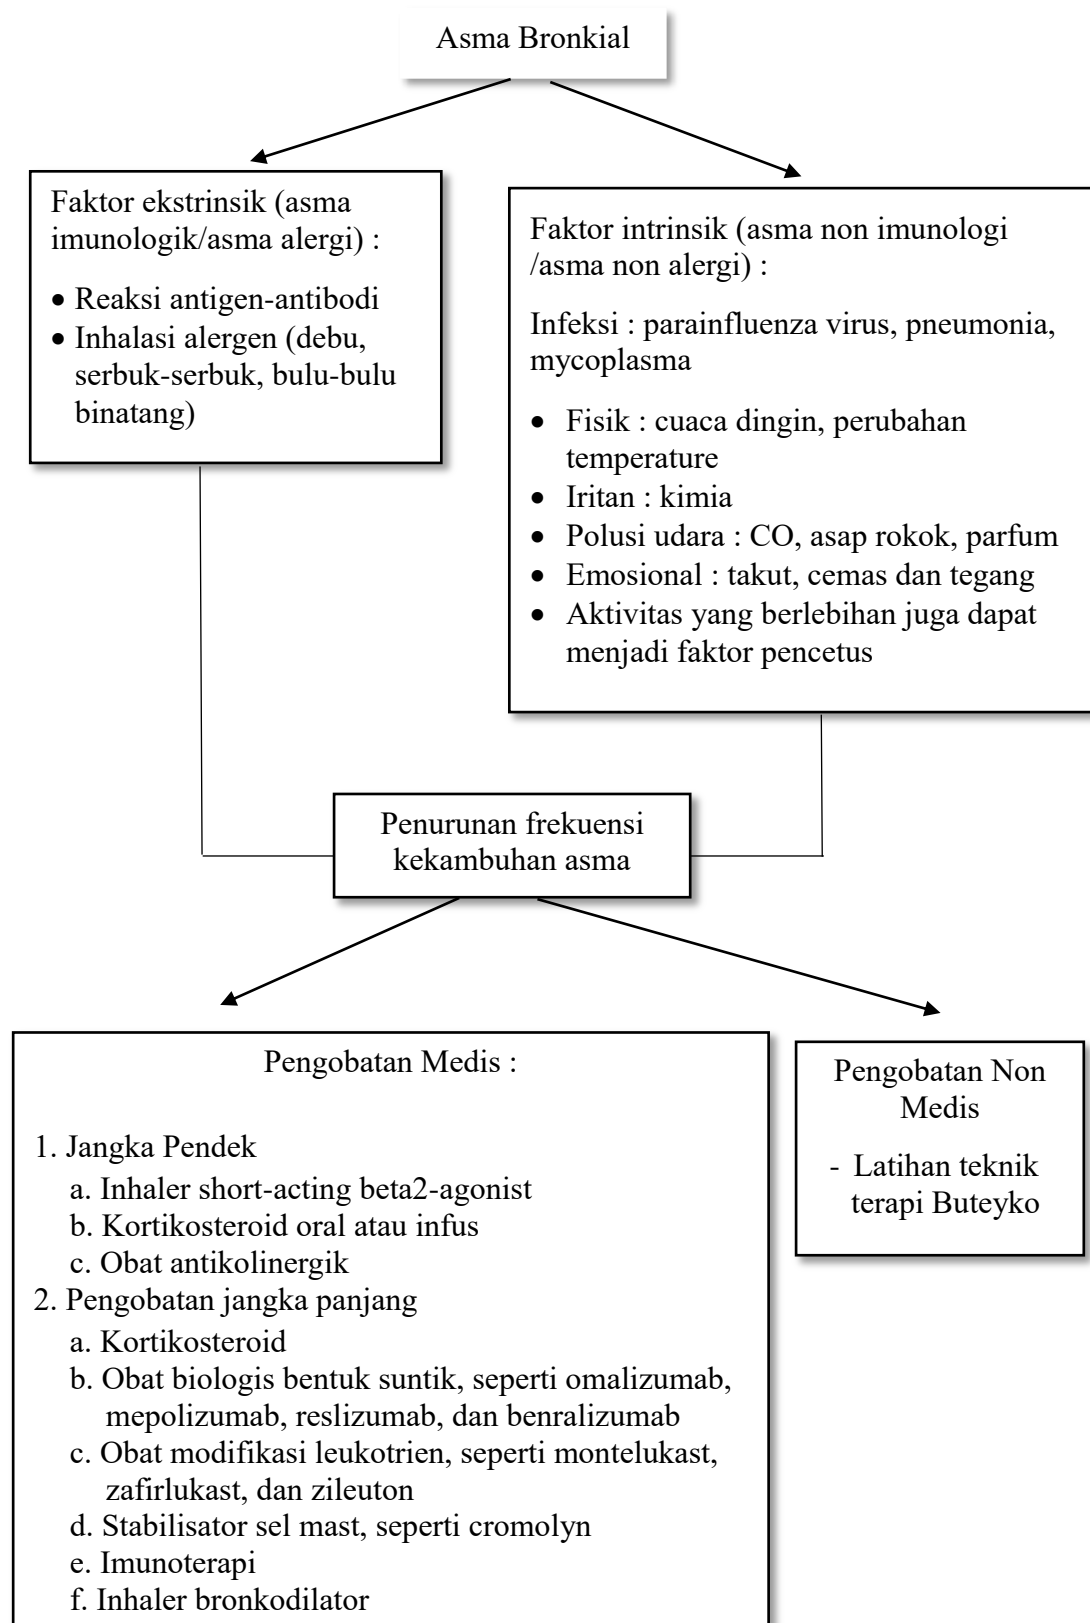 Asma Bronkial
Faktor ekstrinsik (asma
imunologik/asma alergi) :
• Reaksi antigen-antibodi
• Inhalasi alergen (debu,
serbuk-serbuk, bulu-bulu
binatang)
Faktor intrinsik (asma non imunologi
/asma non alergi) :
Infeksi : parainfluenza virus, pneumonia,
mycoplasma
• Fisik : cuaca dingin, perubahan
temperature
• Iritan : kimia
• Polusi udara : CO, asap rokok, parfum
• Emosional : takut, cemas dan tegang
• Aktivitas yang berlebihan juga dapat
menjadi faktor pencetus
Penurunan frekuensi
kekambuhan asma
Pengobatan Medis :
1. Jangka Pendek
a. Inhaler short-acting beta2-agonist
b. Kortikosteroid oral atau infus
c. Obat antikolinergik
2. Pengobatan jangka panjang
a. Kortikosteroid
b. Obat biologis bentuk suntik, seperti omalizumab,
mepolizumab, reslizumab, dan benralizumab
c. Obat modifikasi leukotrien, seperti montelukast,
zafirlukast, dan zileuton
d. Stabilisator sel mast, seperti cromolyn
e. Imunoterapi
f. Inhaler bronkodilator
Pengobatan Non
Medis
- Latihan teknik
terapi Buteyko